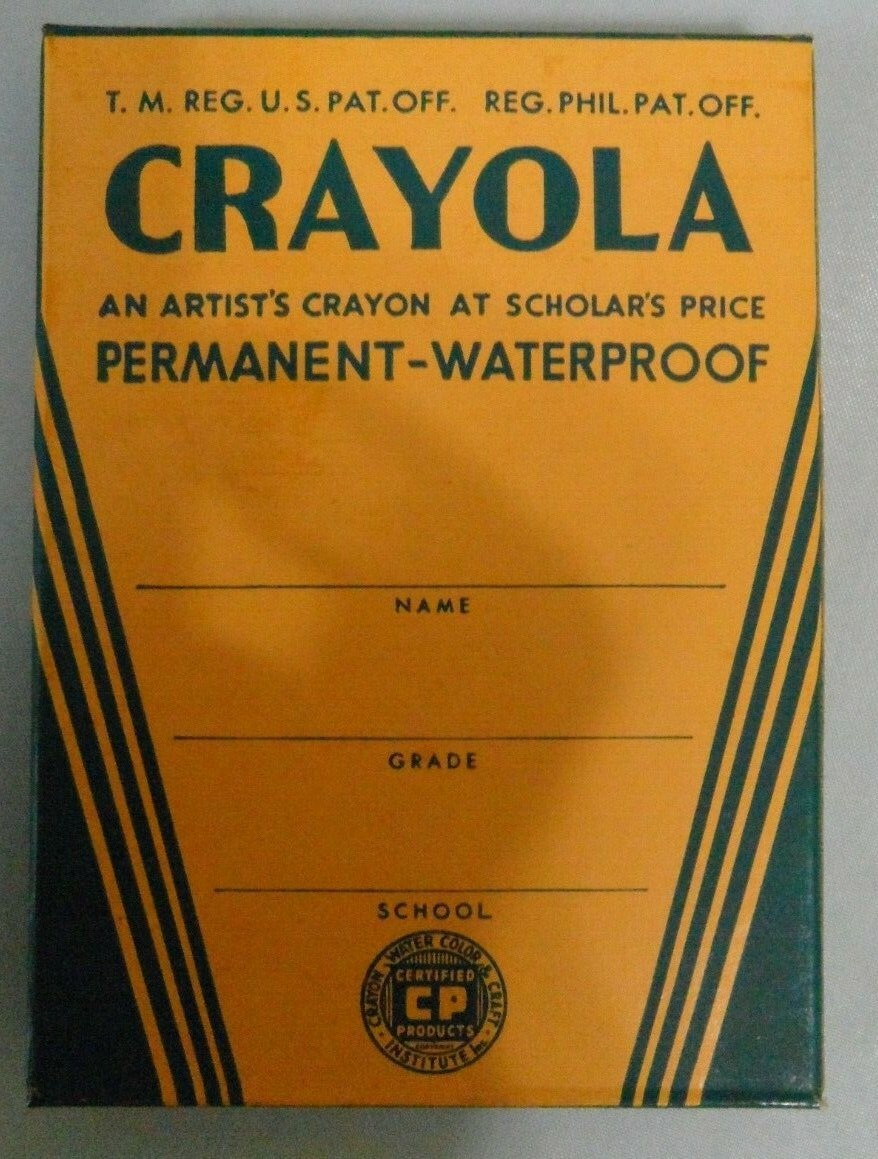 T. M. REG. U. S. PAT. OFF. REG. PHIL. PAT. OFF.
CRAYOLA
AN ARTIST'S CRAYON AT SCHOLAR'S PRICE
PERMANENT-WATERPROOF
NAME
GRADE
SCHOOL
CRAYON WATER COLOR & CRAFT
CERTIFIED
CP
PRODUCTS
INSTITUTE Inc.